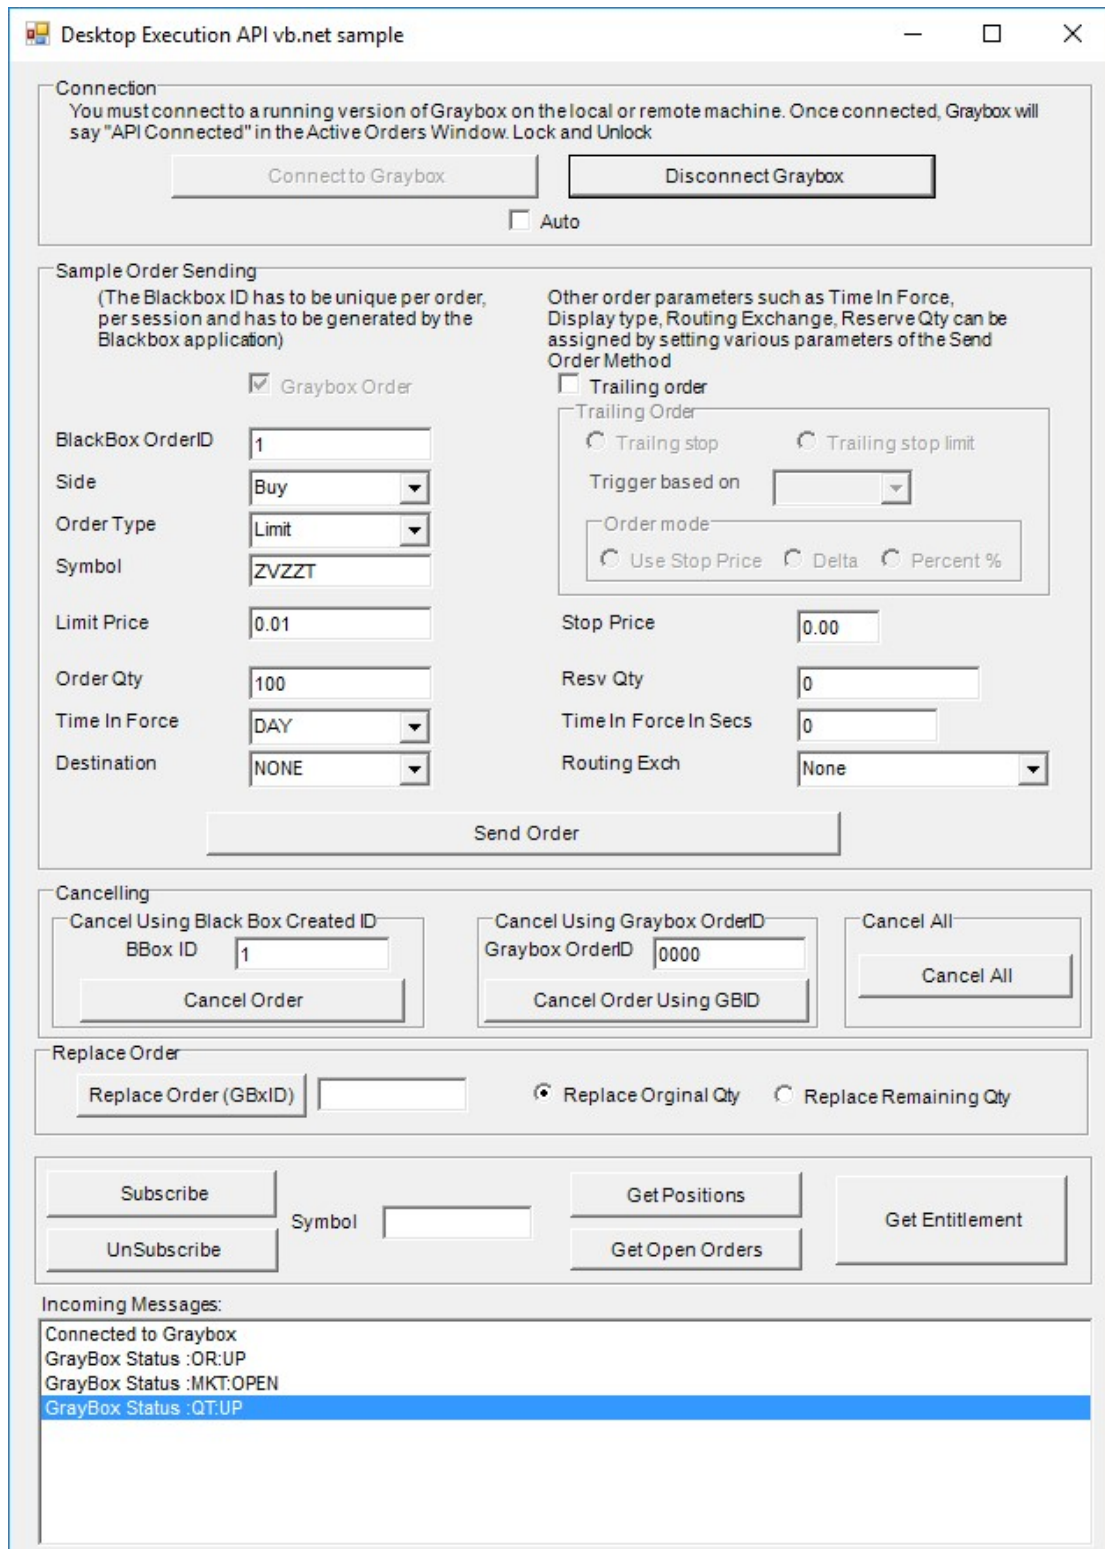 Desktop Execution API vb.net sample
Connection
You must connect to a running version of Graybox on the local or remote machine. Once connected, Graybox will
say "API Connected" in the Active Orders Window. Lock and Unlock
Connect to Graybox
Disconnect Graybox
Auto
Sample Order Sending
(The Blackbox ID has to be unique per order,
per session and has to be generated by the
Blackbox application)
Other order parameters such as Time In Force,
Display type, Routing Exchange, Reserve Qty can be
assigned by setting various parameters of the Send
Order Method
Graybox Order
Trailing order
Trailing Order
Trailng stop
Trailing stop limit
Trigger based on
Order mode
Use Stop Price
Delta
Percent %
BlackBox OrderID
1
Side
Buy
Order Type
Limit
Symbol
ZVZZT
Limit Price
0.01
Stop Price
0.00
Order Qty
100
Resv Qty
0
Time In Force
DAY
Time In Force In Secs
0
Destination
NONE
Routing Exch
None
Send Order
Cancelling
Cancel Using Black Box Created ID
BBox ID
1
Cancel Order
Cancel Using Graybox OrderID
Graybox OrderID
0000
Cancel Order Using GBID
Cancel All
Cancel All
Replace Order
Replace Order (GBxID)
Replace Orginal Qty
Replace Remaining Qty
Subscribe
UnSubscribe
Symbol
Get Positions
Get Open Orders
Get Entitlement
Incoming Messages:
Connected to Graybox
GrayBox Status :OR:UP
GrayBox Status :MKT:OPEN
GrayBox Status :QT:UP